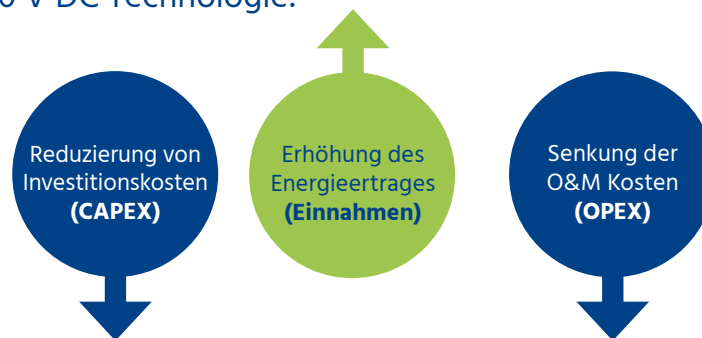 0 V DC Technologie.
Reduzierung von
Investitionskosten
(CAPEX)
Erhöhung des
Energieertrages
(Einnahmen)
Senkung der
O&M Kosten
(OPEX)